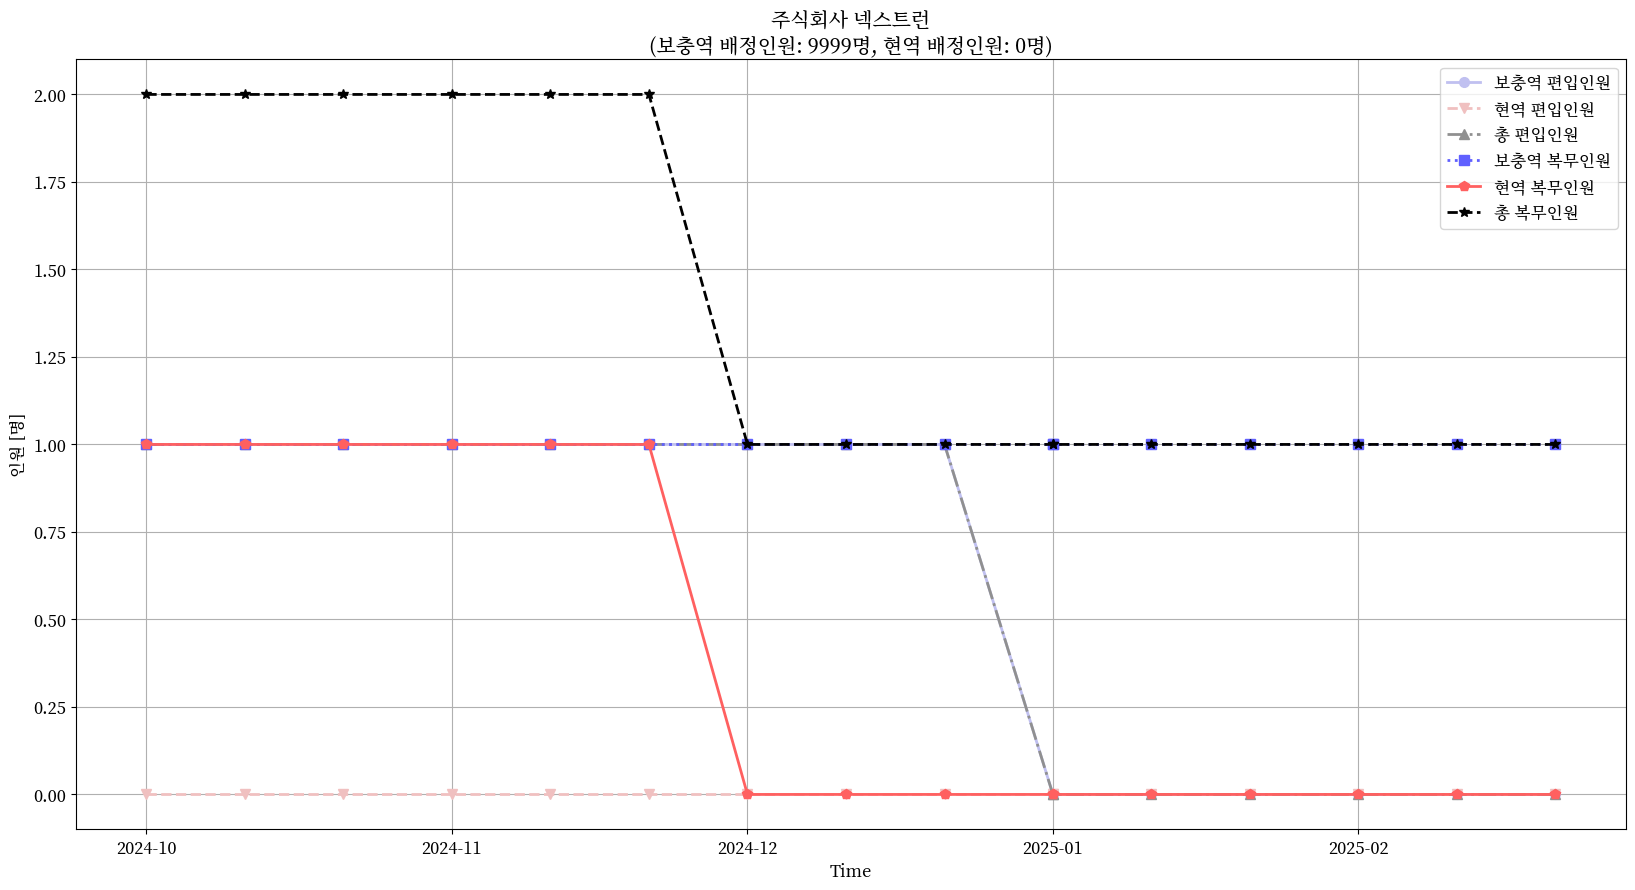 주식회사 넥스트런
(보충역 배정인원: 9999명, 현역 배정인원: 0명)
보충역 편입인원
현역 편입인원
총 편입인원
보충역 복무인원
현역 복무인원
총 복무인원
2.00
1.75
1.50
1.25
1.00
0.75
0.50
0.25
0.00
인원 [명]
2024-10
2024-11
2024-12
2025-01
2025-02
Time